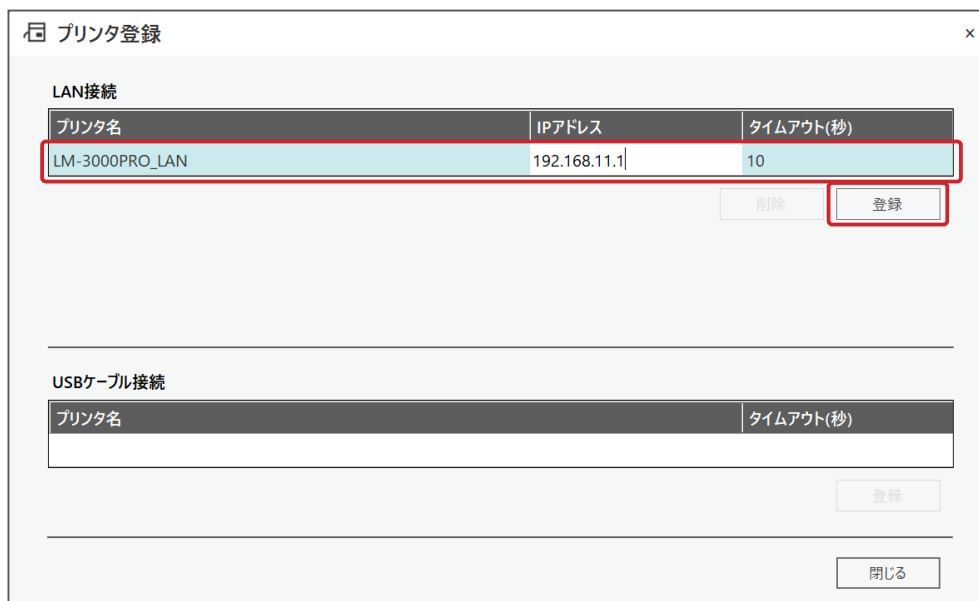 プリンタ登録 ×
LAN接続
プリンタ名 IPアドレス タイムアウト(秒)
LM-3000PRO_LAN 192.168.11.1 10
削除 登録
USBケーブル接続
プリンタ名 タイムアウト(秒)
登録
閉じる